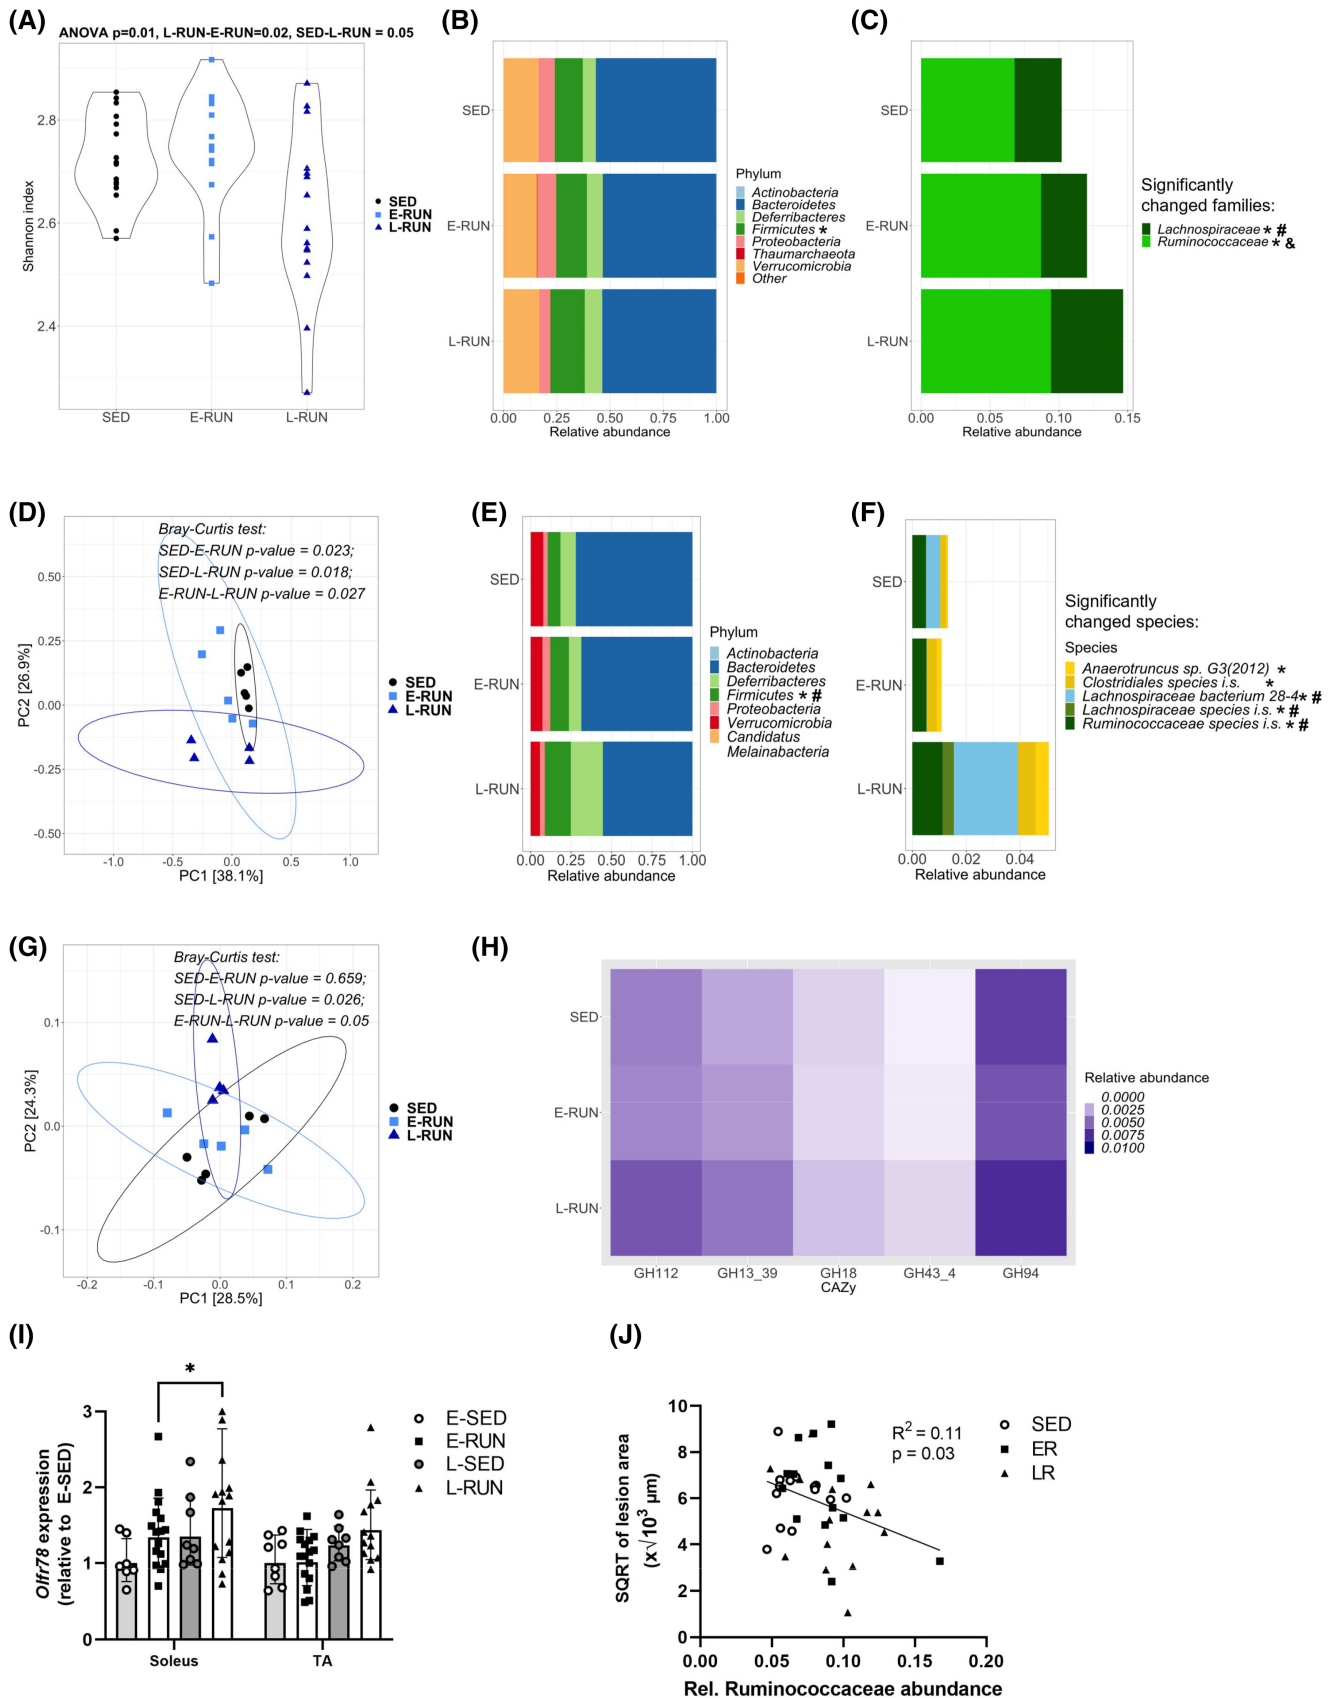 (A)
ANOVA p=0.01, L-RUN-E-RUN=0.02, SED-L-RUN = 0.05
Shannon index
2.8
2.6
2.4
SED
E-RUN
L-RUN
SED
E-RUN
L-RUN
(B)
SED
E-RUN
L-RUN
0.00
0.25
0.50
0.75
1.00
Relative abundance
Phylum
Actinobacteria
Bacteroidetes
Deferribacteres
Firmicutes *
Proteobacteria
Thaumarchaeota
Verrucomicrobia
Other
(C)
SED
E-RUN
L-RUN
0.00
0.05
0.10
0.15
Relative abundance
Significantly
changed families:
Lachnospiraceae * #
Ruminococcaceae * &
(D)
Bray-Curtis test:
SED-E-RUN p-value = 0.023;
SED-L-RUN p-value = 0.018;
E-RUN-L-RUN p-value = 0.027
PC2 [26.9%]
0.50
0.25
0.00
-0.25
-0.50
-1.0
-0.5
0.0
0.5
1.0
PC1 [38.1%]
SED
E-RUN
L-RUN
(E)
SED
E-RUN
L-RUN
0.00
0.25
0.50
0.75
1.00
Relative abundance
Phylum
Actinobacteria
Bacteroidetes
Deferribacteres
Firmicutes * #
Proteobacteria
Verrucomicrobia
Candidatus
Melainabacteria
(F)
SED
E-RUN
L-RUN
0.00
0.02
0.04
Relative abundance
Significantly
changed species:
Species
Anaerotruncus sp. G3(2012) *
Clostridiales species i.s. *
Lachnospiraceae bacterium 28-4 * #
Lachnospiraceae species i.s. * #
Ruminococcaceae species i.s. * #
(G)
Bray-Curtis test:
SED-E-RUN p-value = 0.659;
SED-L-RUN p-value = 0.026;
E-RUN-L-RUN p-value = 0.05
PC2 [24.3%]
0.1
0.0
-0.1
-0.2
-0.1
0.0
0.1
0.2
PC1 [28.5%]
SED
E-RUN
L-RUN
(H)
SED
E-RUN
L-RUN
GH112
GH13_39
GH18
GH43_4
GH94
CAZy
Relative abundance
0.0000
0.0025
0.0050
0.0075
0.0100
(I)
*
Olfr78 expression
(relative to E-SED)
3
2
1
0
Soleus
TA
E-SED
E-RUN
L-SED
L-RUN
(J)
SQRT of lesion area
(x√10³ µm)
10
8
6
4
2
0
0.00
0.05
0.10
0.15
0.20
Rel. Ruminococcaceae abundance
R² = 0.11
p = 0.03
SED
ER
LR